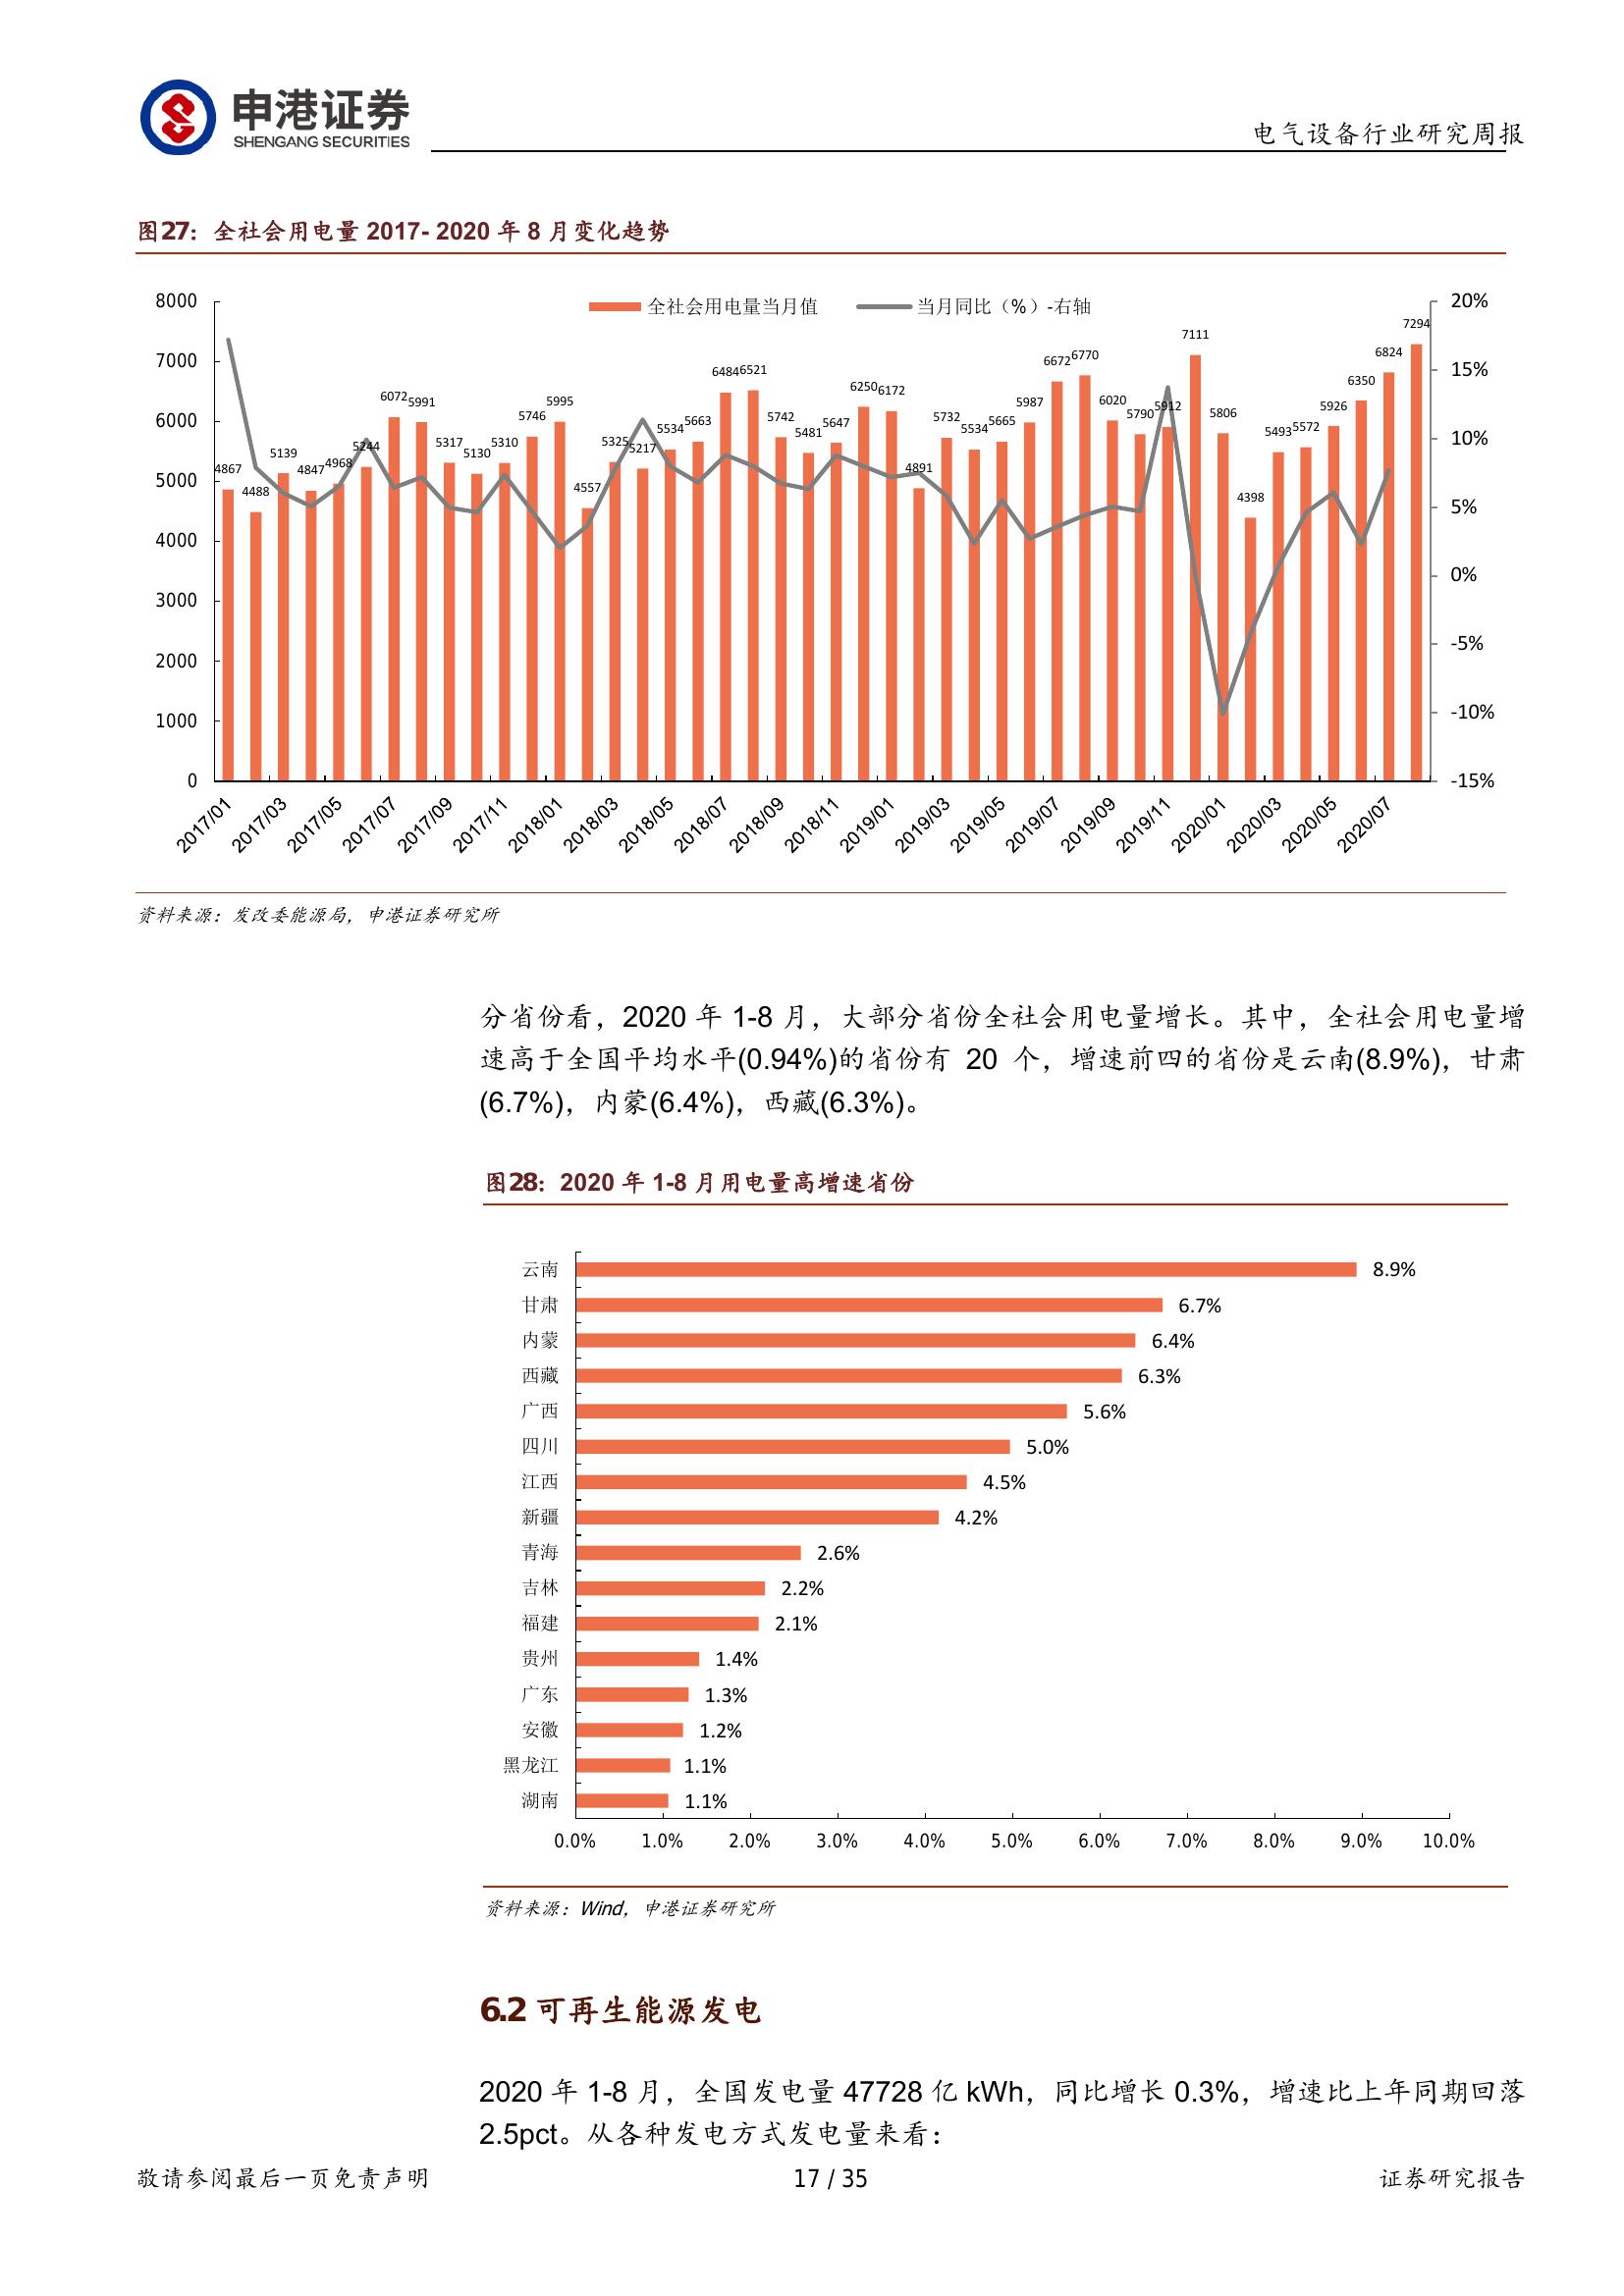 申港证券
SHENGANG SECURITIES
电气设备行业研究周报
图27：全社会用电量 2017- 2020 年 8 月变化趋势
全社会用电量当月值
当月同比（%）-右轴
8000
7000
6000
5000
4000
3000
2000
1000
0
20%
15%
10%
5%
0%
-5%
-10%
-15%
4867
4488
5139
4847
4968
5244
6072
5991
5317
5130
5310
5746
5995
4557
5325
5217
5534
5663
6484
6521
5742
5481
5647
6250
6172
4891
5732
5534
5665
5987
6672
6770
6020
5790
5912
7111
5806
4398
5493
5572
5926
6350
6824
7294
2017/01
2017/03
2017/05
2017/07
2017/09
2017/11
2018/01
2018/03
2018/05
2018/07
2018/09
2018/11
2019/01
2019/03
2019/05
2019/07
2019/09
2019/11
2020/01
2020/03
2020/05
2020/07
资料来源：发改委能源局，申港证券研究所
分省份看，2020 年 1-8 月，大部分省份全社会用电量增长。其中，全社会用电量增
速高于全国平均水平(0.94%)的省份有 20 个，增速前四的省份是云南(8.9%)，甘肃
(6.7%)，内蒙(6.4%)，西藏(6.3%)。
图28：2020 年 1-8 月用电量高增速省份
云南 8.9%
甘肃 6.7%
内蒙 6.4%
西藏 6.3%
广西 5.6%
四川 5.0%
江西 4.5%
新疆 4.2%
青海 2.6%
吉林 2.2%
福建 2.1%
贵州 1.4%
广东 1.3%
安徽 1.2%
黑龙江 1.1%
湖南 1.1%
0.0% 1.0% 2.0% 3.0% 4.0% 5.0% 6.0% 7.0% 8.0% 9.0% 10.0%
资料来源：Wind，申港证券研究所
6.2 可再生能源发电
2020 年 1-8 月，全国发电量 47728 亿 kWh，同比增长 0.3%，增速比上年同期回落
2.5pct。从各种发电方式发电量来看：
敬请参阅最后一页免责声明
17 / 35
证券研究报告